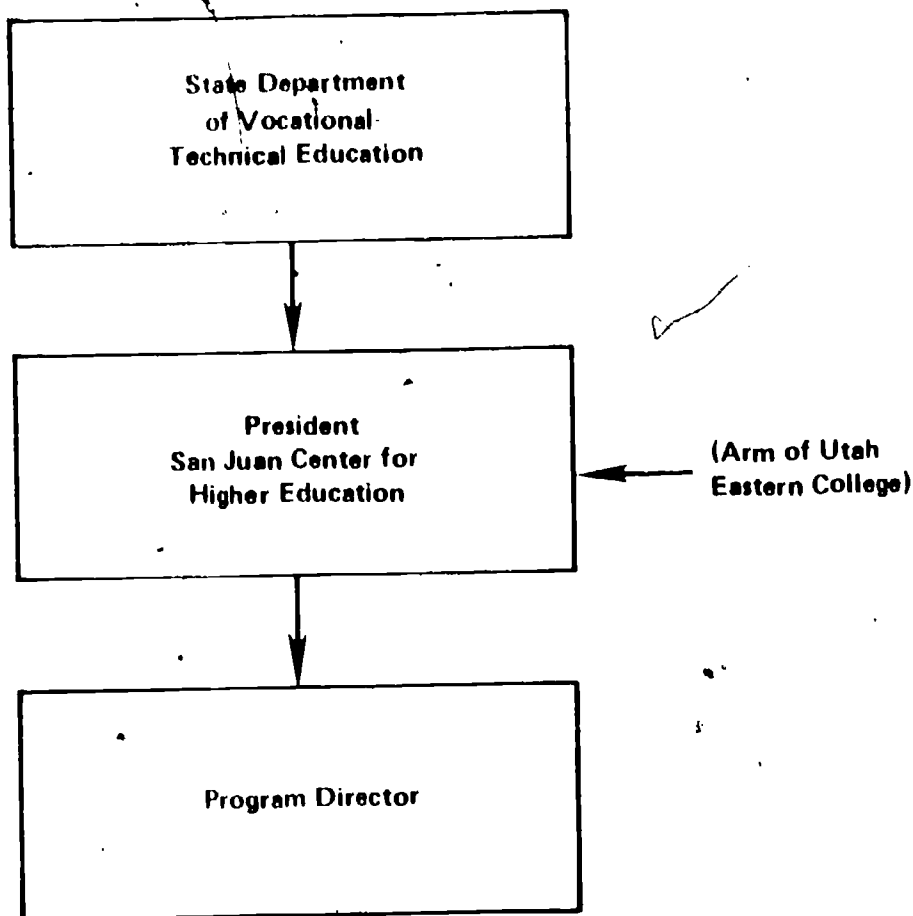 State Department
of Vocational-
Technical Education
President
San Juan Center for
Higher Education
(Arm of Utah
Eastern College)
Program Director